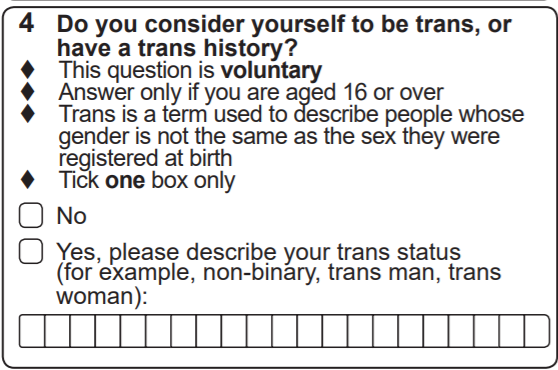 4 Do you consider yourself to be trans, or
have a trans history?
♦ This question is voluntary
♦ Answer only if you are aged 16 or over
♦ Trans is a term used to describe people whose
gender is not the same as the sex they were
registered at birth
♦ Tick one box only
No
Yes, please describe your trans status
(for example, non-binary, trans man, trans
woman):